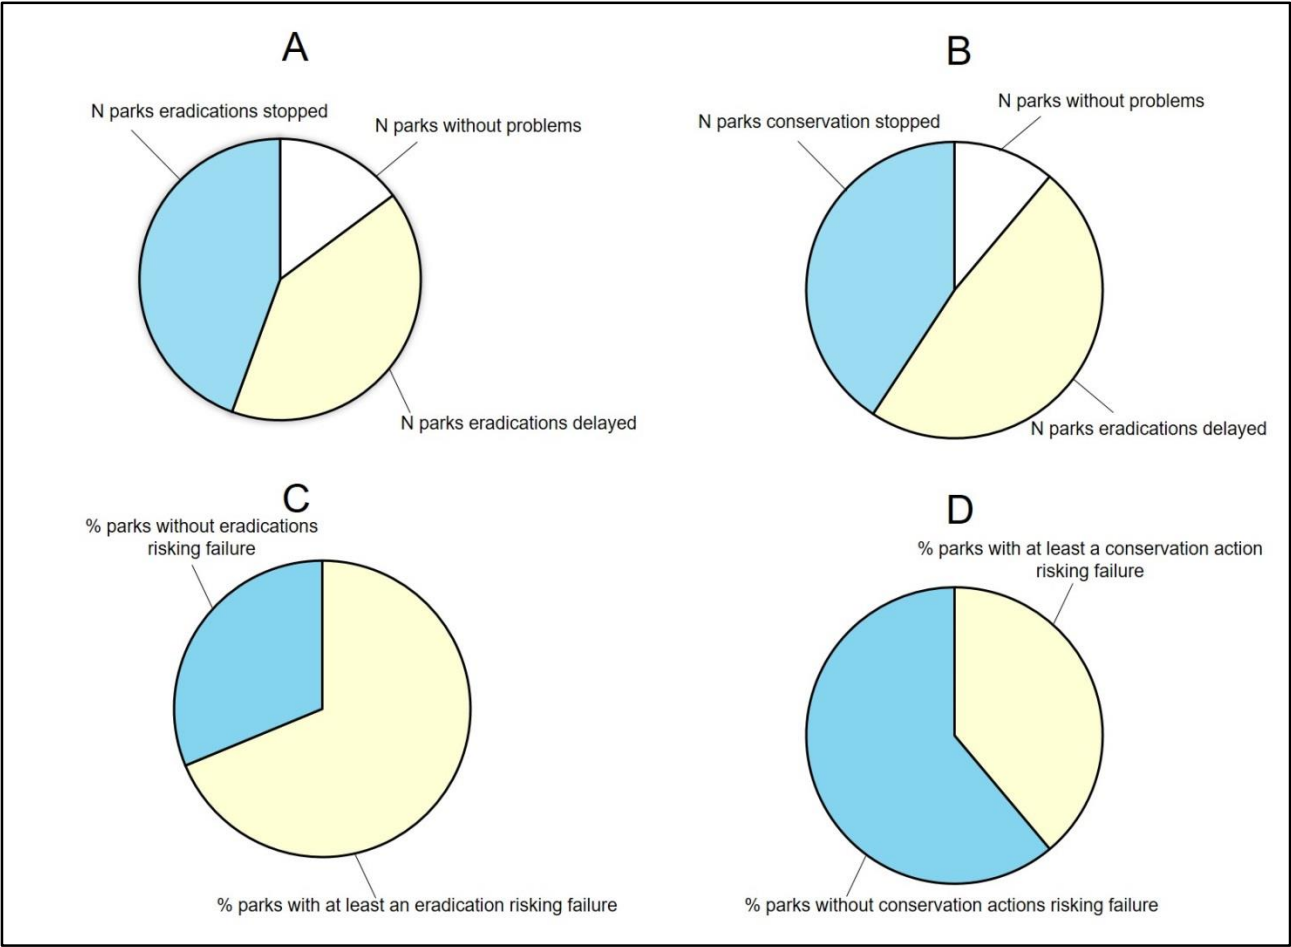 A
N parks eradications stopped
N parks without problems
N parks eradications delayed
B
N parks without problems
N parks conservation stopped
N parks eradications delayed
C
% parks without eradications
risking failure
% parks with at least an eradication risking failure
D
% parks with at least a conservation action
risking failure
% parks without conservation actions risking failure